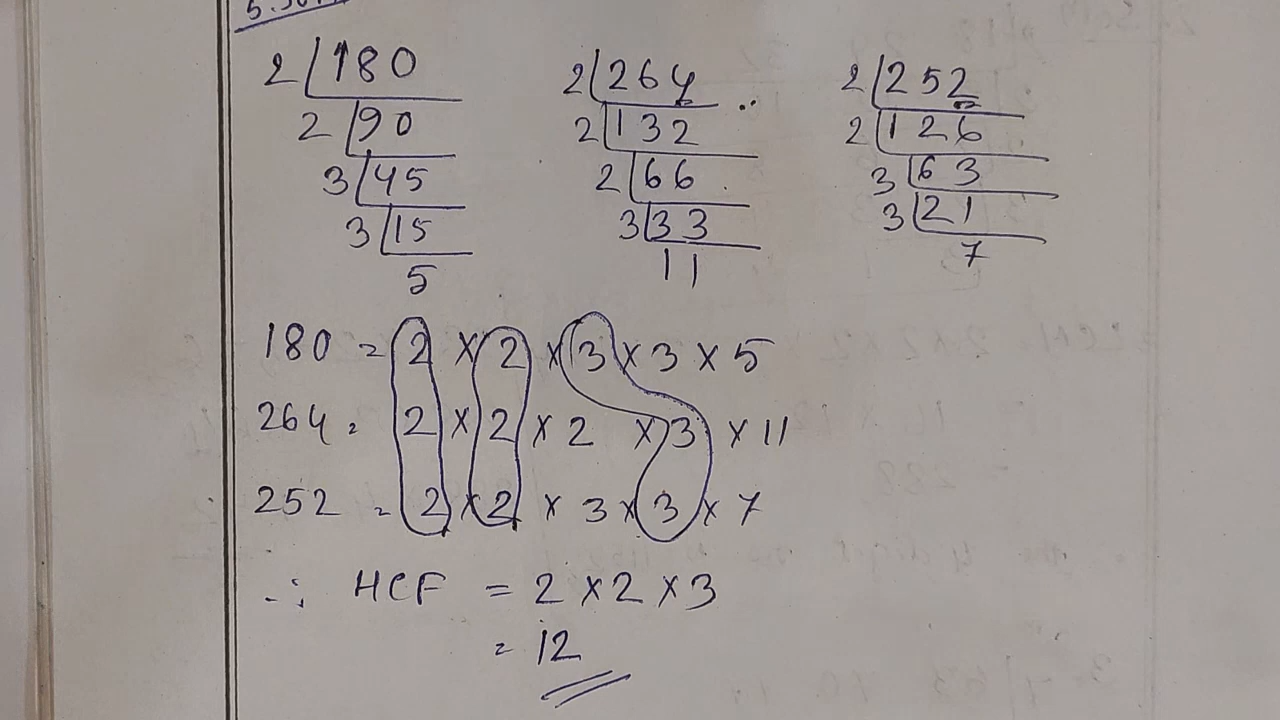 2 | 180 2 | 264 2 | 252
2 | 90 2 | 132 2 | 126
3 | 45 2 | 66 3 | 63
3 | 15 3 | 33 3 | 21
5 11 7
180 = 2 × 2 × 3 × 3 × 5
264 = 2 × 2 × 2 × 3 × 11
252 = 2 × 2 × 3 × 3 × 7
∴ HCF = 2 × 2 × 3
= 12